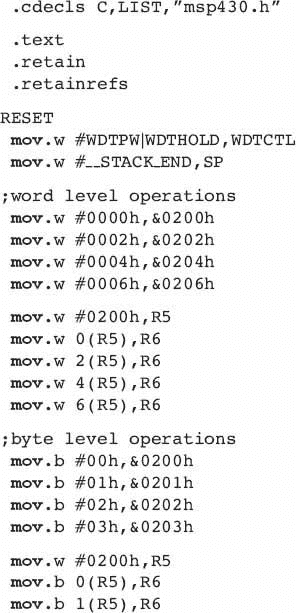 .cdecls C,LIST,”msp430.h”
.text
.retain
.retainrefs
RESET
mov.w #WDTPW|WDTHOLD,WDTCTL
mov.w #__STACK_END,SP
;word level operations
mov.w #0000h,&0200h
mov.w #0002h,&0202h
mov.w #0004h,&0204h
mov.w #0006h,&0206h
mov.w #0200h,R5
mov.w 0(R5),R6
mov.w 2(R5),R6
mov.w 4(R5),R6
mov.w 6(R5),R6
;byte level operations
mov.b #00h,&0200h
mov.b #01h,&0201h
mov.b #02h,&0202h
mov.b #03h,&0203h
mov.w #0200h,R5
mov.b 0(R5),R6
mov.b 1(R5),R6